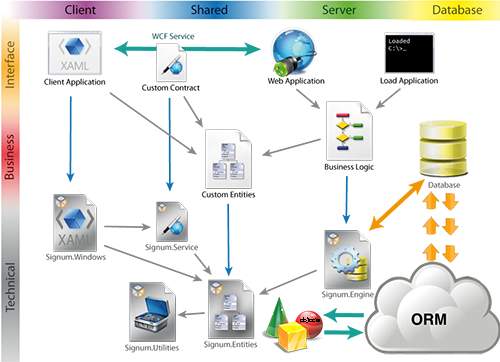 Client
Shared
Server
Database
Interface
Business
Technical
WCF Service
XAML
Loaded
C:\>_
Client Application
Custom Contract
Web Application
Load Application
Custom Entities
Business Logic
Database
XAML
Signum.Windows
Signum.Service
Signum.Engine
Signum.Utilities
Signum.Entities
ORM